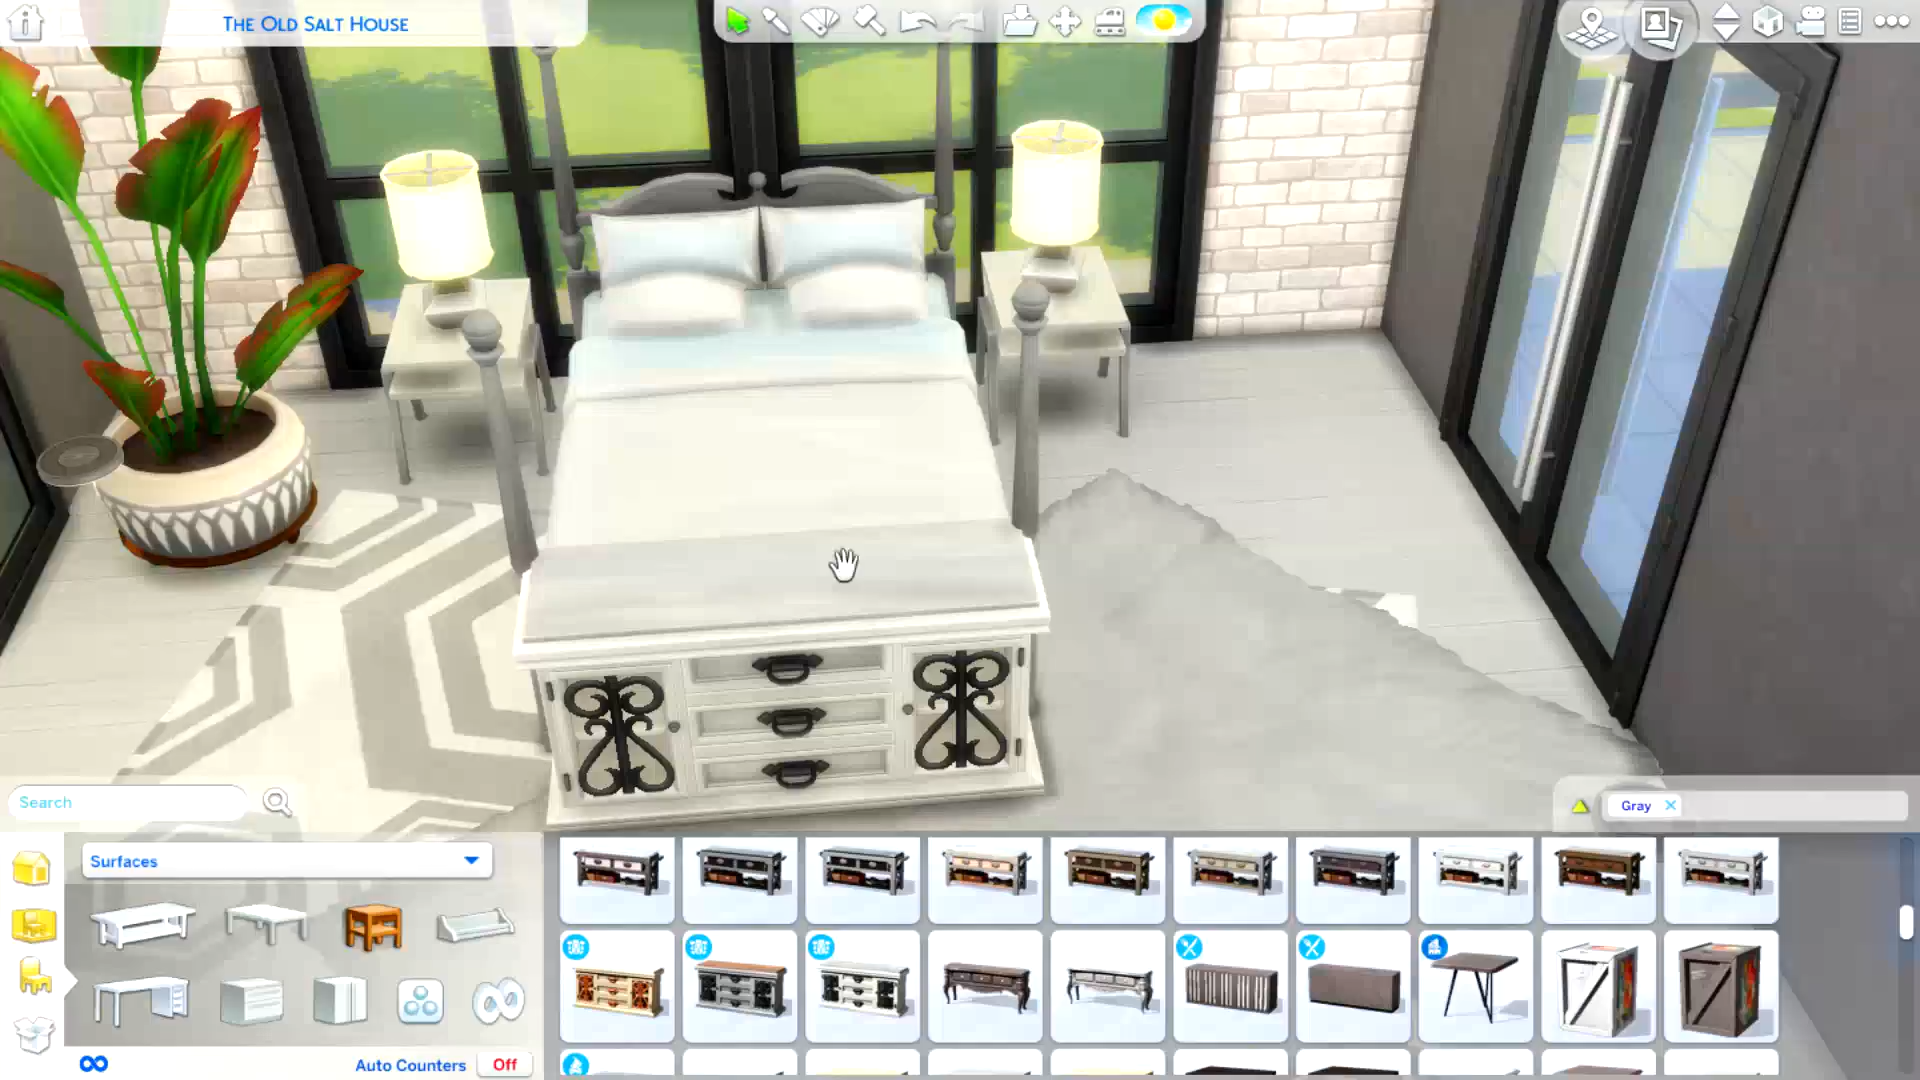 The Old Salt House
Search
Gray
Surfaces
Auto Counters
Off